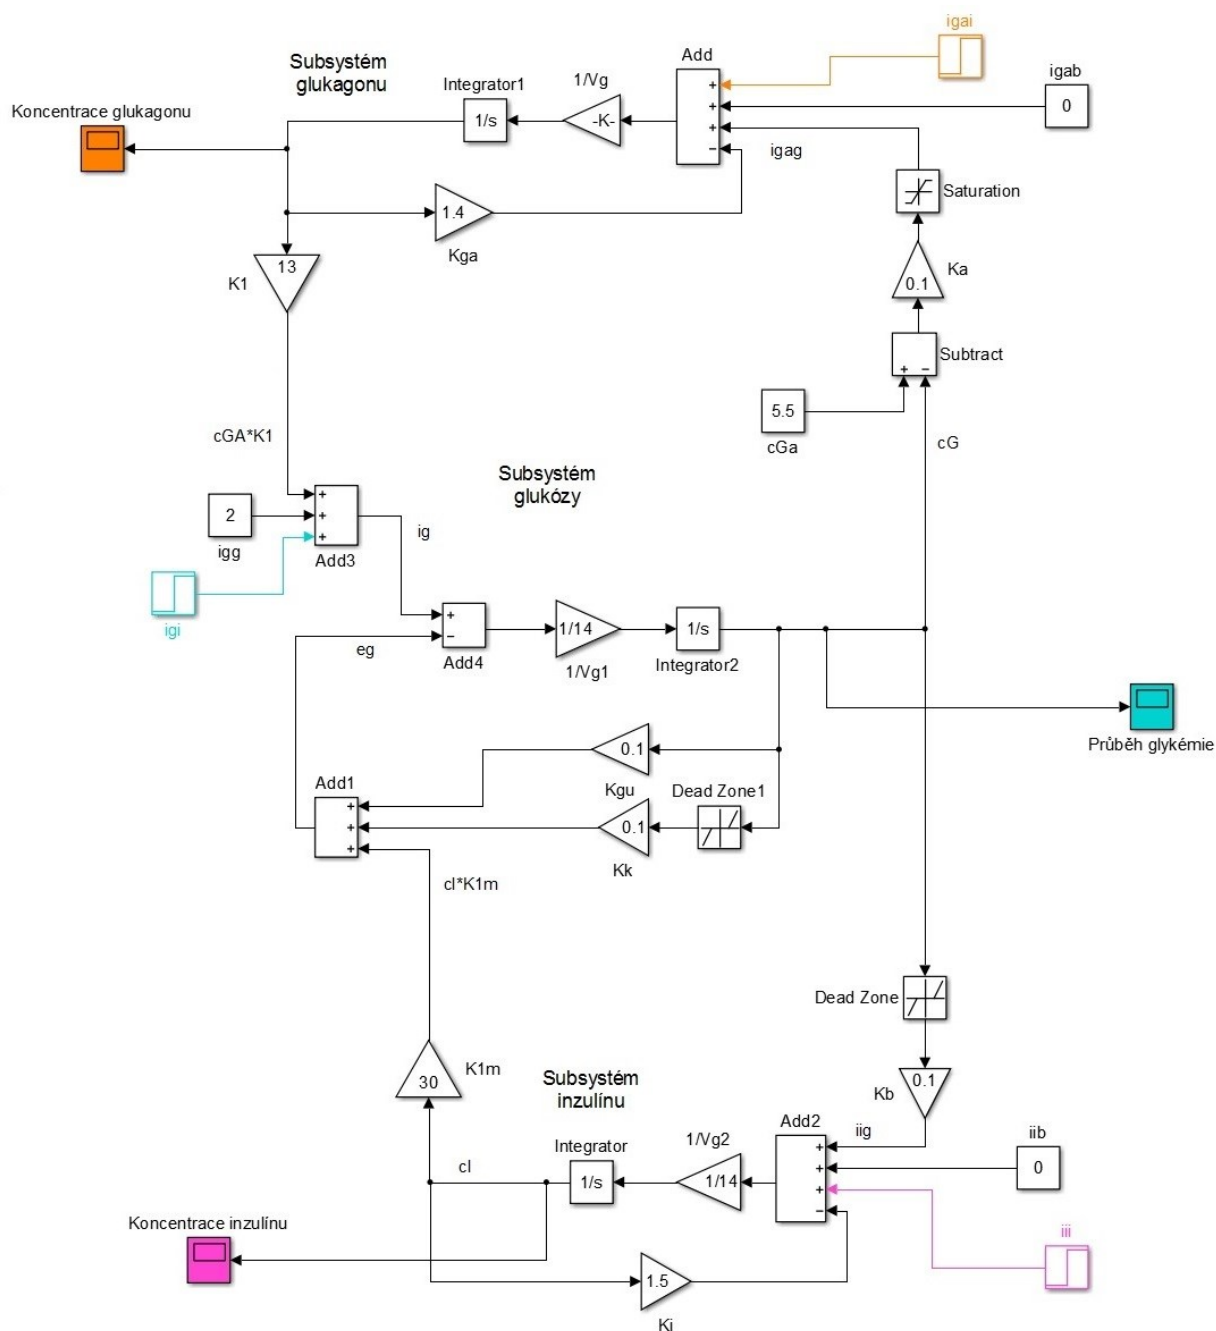 igai
Add
igab
Subsystém
glukagonu
1/Vg
Integrator1
Koncentrace glukagonu
+
+
+
−
0
-K-
1/s
igag
Saturation
1.4
Kga
Ka
0.1
13
K1
Subtract
+ −
5.5
cGa
cG
cGA*K1
Subsystém
glukózy
2
igg
+
+
+
ig
Add3
igi
+
−
Add4
1/14
1/Vg1
1/s
Integrator2
eg
Průběh glykémie
0.1
Kgu
Add1
Dead Zone1
+
+
+
0.1
Kk
cI*K1m
Dead Zone
K1m
30
Subsystém
inzulínu
0.1
Kb
Add2
iig
iib
1/Vg2
Integrator
cI
+
+
+
−
0
1/14
1/s
Koncentrace inzulínu
iii
1.5
Ki